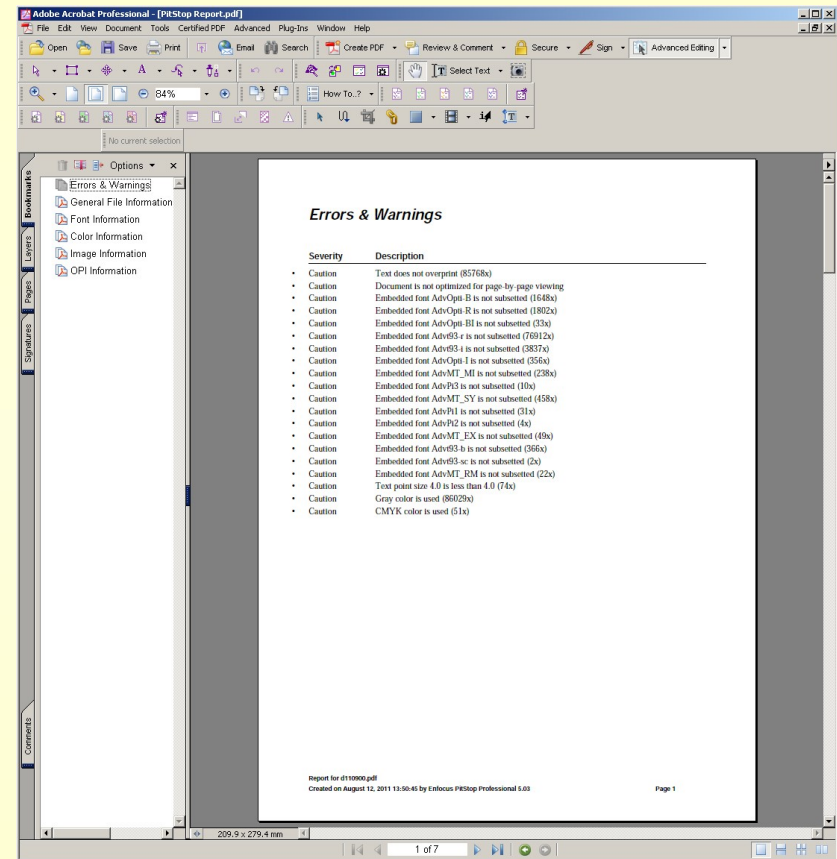 Adobe Acrobat Professional - [PitStop Report.pdf]
File Edit View Document Tools Certified PDF Advanced Plug-Ins Window Help
Open Save Print Email Search Create PDF Review & Comment Secure Sign Advanced Editing
Select Text
84% How To..?
No current selection
Options
Bookmarks
Layers
Pages
Signatures
Comments
Errors & Warnings
General File Information
Font Information
Color Information
Image Information
OPI Information
Errors & Warnings
Severity Description
• Caution Text does not overprint (85768x)
• Caution Document is not optimized for page-by-page viewing
• Caution Embedded font AdvOpti-B is not subsetted (1648x)
• Caution Embedded font AdvOpti-R is not subsetted (1802x)
• Caution Embedded font AdvOpti-BI is not subsetted (33x)
• Caution Embedded font Advt93-r is not subsetted (76912x)
• Caution Embedded font Advt93-i is not subsetted (3837x)
• Caution Embedded font AdvOpti-I is not subsetted (356x)
• Caution Embedded font AdvMT_MI is not subsetted (238x)
• Caution Embedded font AdvPi3 is not subsetted (10x)
• Caution Embedded font AdvMT_SY is not subsetted (458x)
• Caution Embedded font AdvPi1 is not subsetted (31x)
• Caution Embedded font AdvPi2 is not subsetted (4x)
• Caution Embedded font AdvMT_EX is not subsetted (49x)
• Caution Embedded font Advt93-b is not subsetted (366x)
• Caution Embedded font Advt93-sc is not subsetted (2x)
• Caution Embedded font AdvMT_RM is not subsetted (22x)
• Caution Text point size 4.0 is less than 4.0 (74x)
• Caution Gray color is used (86029x)
• Caution CMYK color is used (51x)
Report for d110900.pdf
Created on August 12, 2011 13:50:45 by Enfocus PitStop Professional 5.03 Page 1
209.9 x 279.4 mm
1 of 7